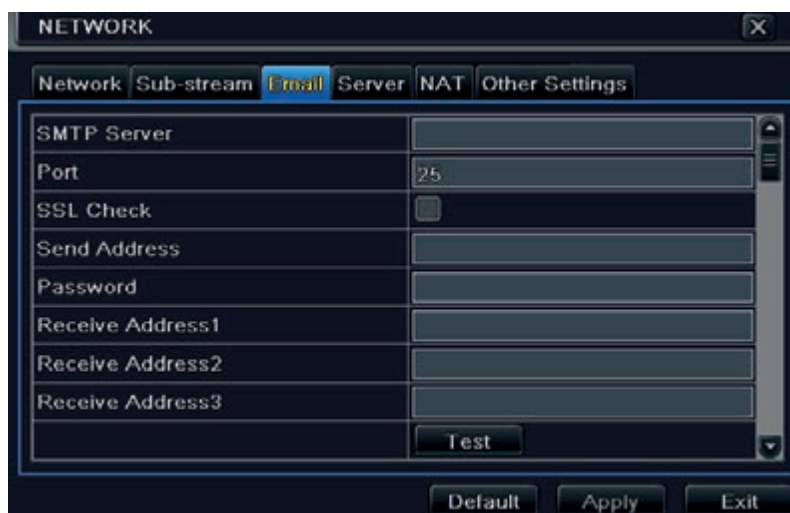 NETWORK
Network Sub-stream Email Server NAT Other Settings
SMTP Server
Port 25
SSL Check
Send Address
Password
Receive Address1
Receive Address2
Receive Address3
Test
Default Apply Exit